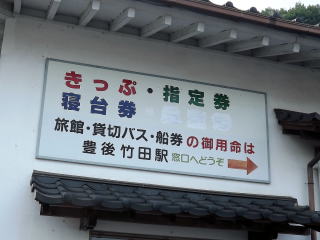 きっぷ・指定券
寝台券・
旅館・貸切バス・船券の御用命は
豊後竹田駅 窓口へどうぞ